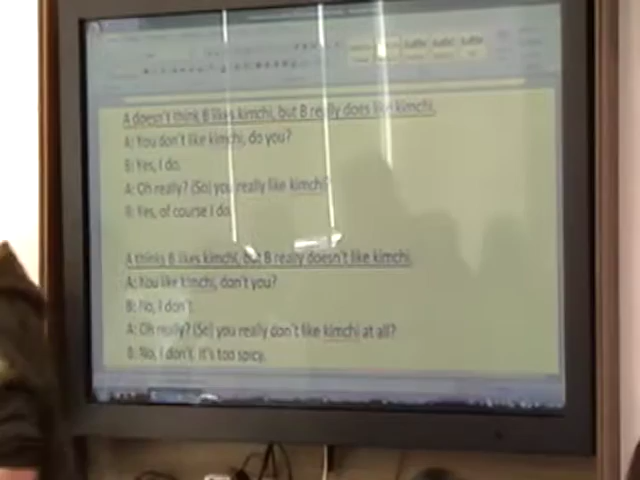 A doesn't think B likes kimchi, but B really does like kimchi.
A: You don't like kimchi, do you?
B: Yes, I do.
A: Oh really? (So) you really like kimchi?
B: Yes, of course I do.
A thinks B likes kimchi, but B really doesn't like kimchi.
A: You like kimchi, don't you?
B: No, I don't.
A: Oh really? (So) you really don't like kimchi at all?
B: No, I don't. It's too spicy.